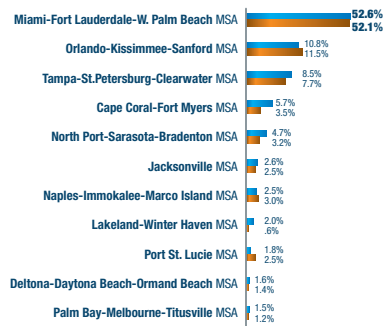 Miami-Fort Lauderdale-W. Palm Beach MSA
52.6%
52.1%
Orlando-Kissimmee-Sanford MSA
10.8%
11.5%
Tampa-St.Petersburg-Clearwater MSA
8.5%
7.7%
Cape Coral-Fort Myers MSA
5.7%
3.5%
North Port-Sarasota-Bradenton MSA
4.7%
3.2%
Jacksonville MSA
2.6%
2.5%
Naples-Immokalee-Marco Island MSA
2.5%
3.0%
Lakeland-Winter Haven MSA
2.0%
.6%
Port St. Lucie MSA
1.8%
2.5%
Deltona-Daytona Beach-Ormand Beach MSA
1.6%
1.4%
Palm Bay-Melbourne-Titusville MSA
1.5%
1.2%